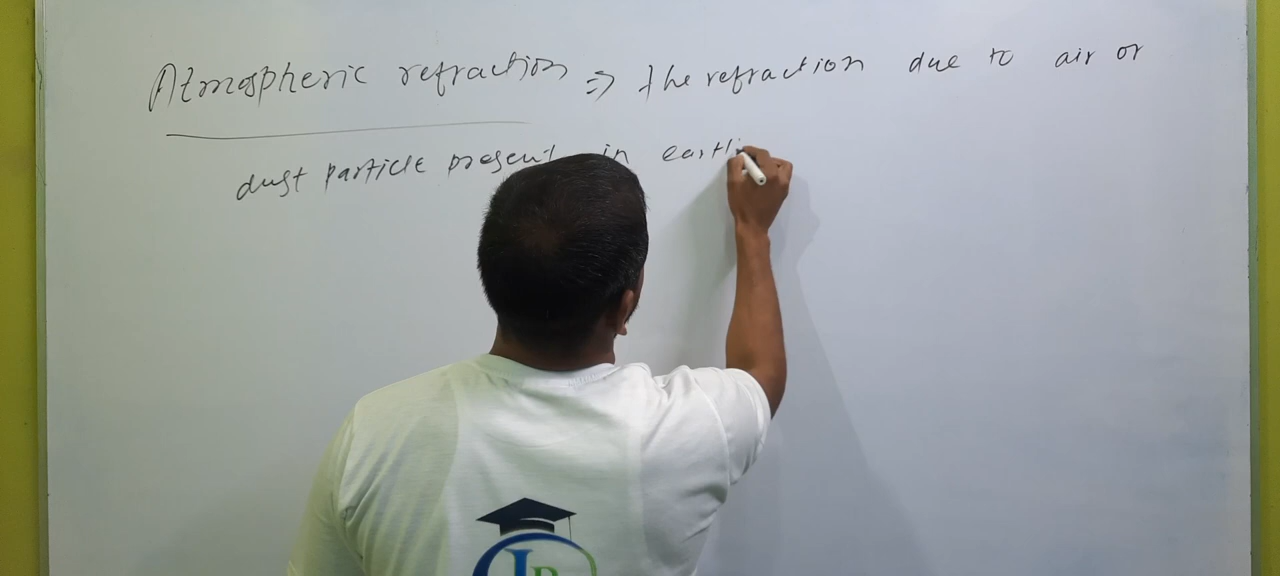 Atmospheric refraction ⇒ the refraction due to air or
dust particle present in earth